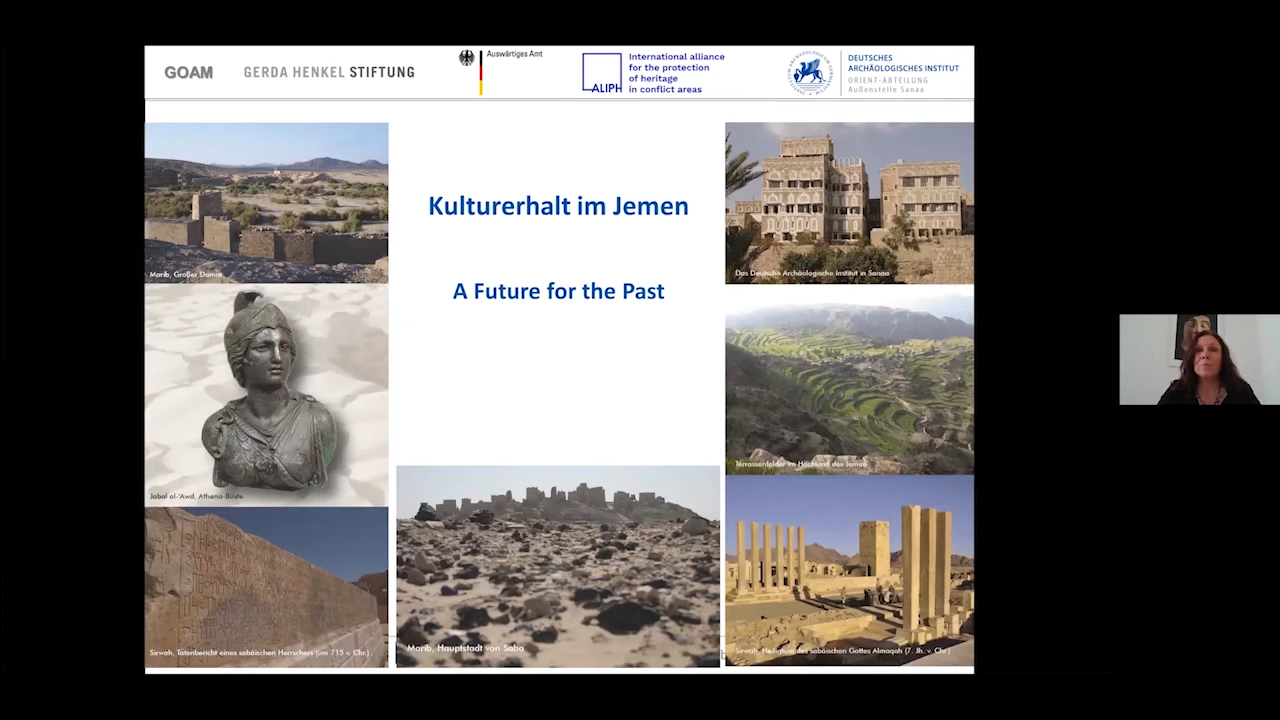 GOAM
GERDA HENKEL STIFTUNG
Auswärtiges Amt
International alliance
for the protection
of heritage
in conflict areas
ALIPH
DEUTSCHES
ARCHÄOLOGISCHES INSTITUT
ORIENT-ABTEILUNG
Außenstelle Sanaa
Kulturerhalt im Jemen
A Future for the Past
Marib, Großer Damm
Das Deutsche Archäologische Institut in Sanaa
Jabal al-'Awd, Athena-Büste
Terrassenfelder im Hochland des Jemen
Sirwah, Tatenbericht eines sabäischen Herrschers (um 715 v. Chr.)
Marib, Hauptstadt von Saba
Sirwah, Heiligtum des sabäischen Gottes Almaqah (7. Jh. v. Chr.)